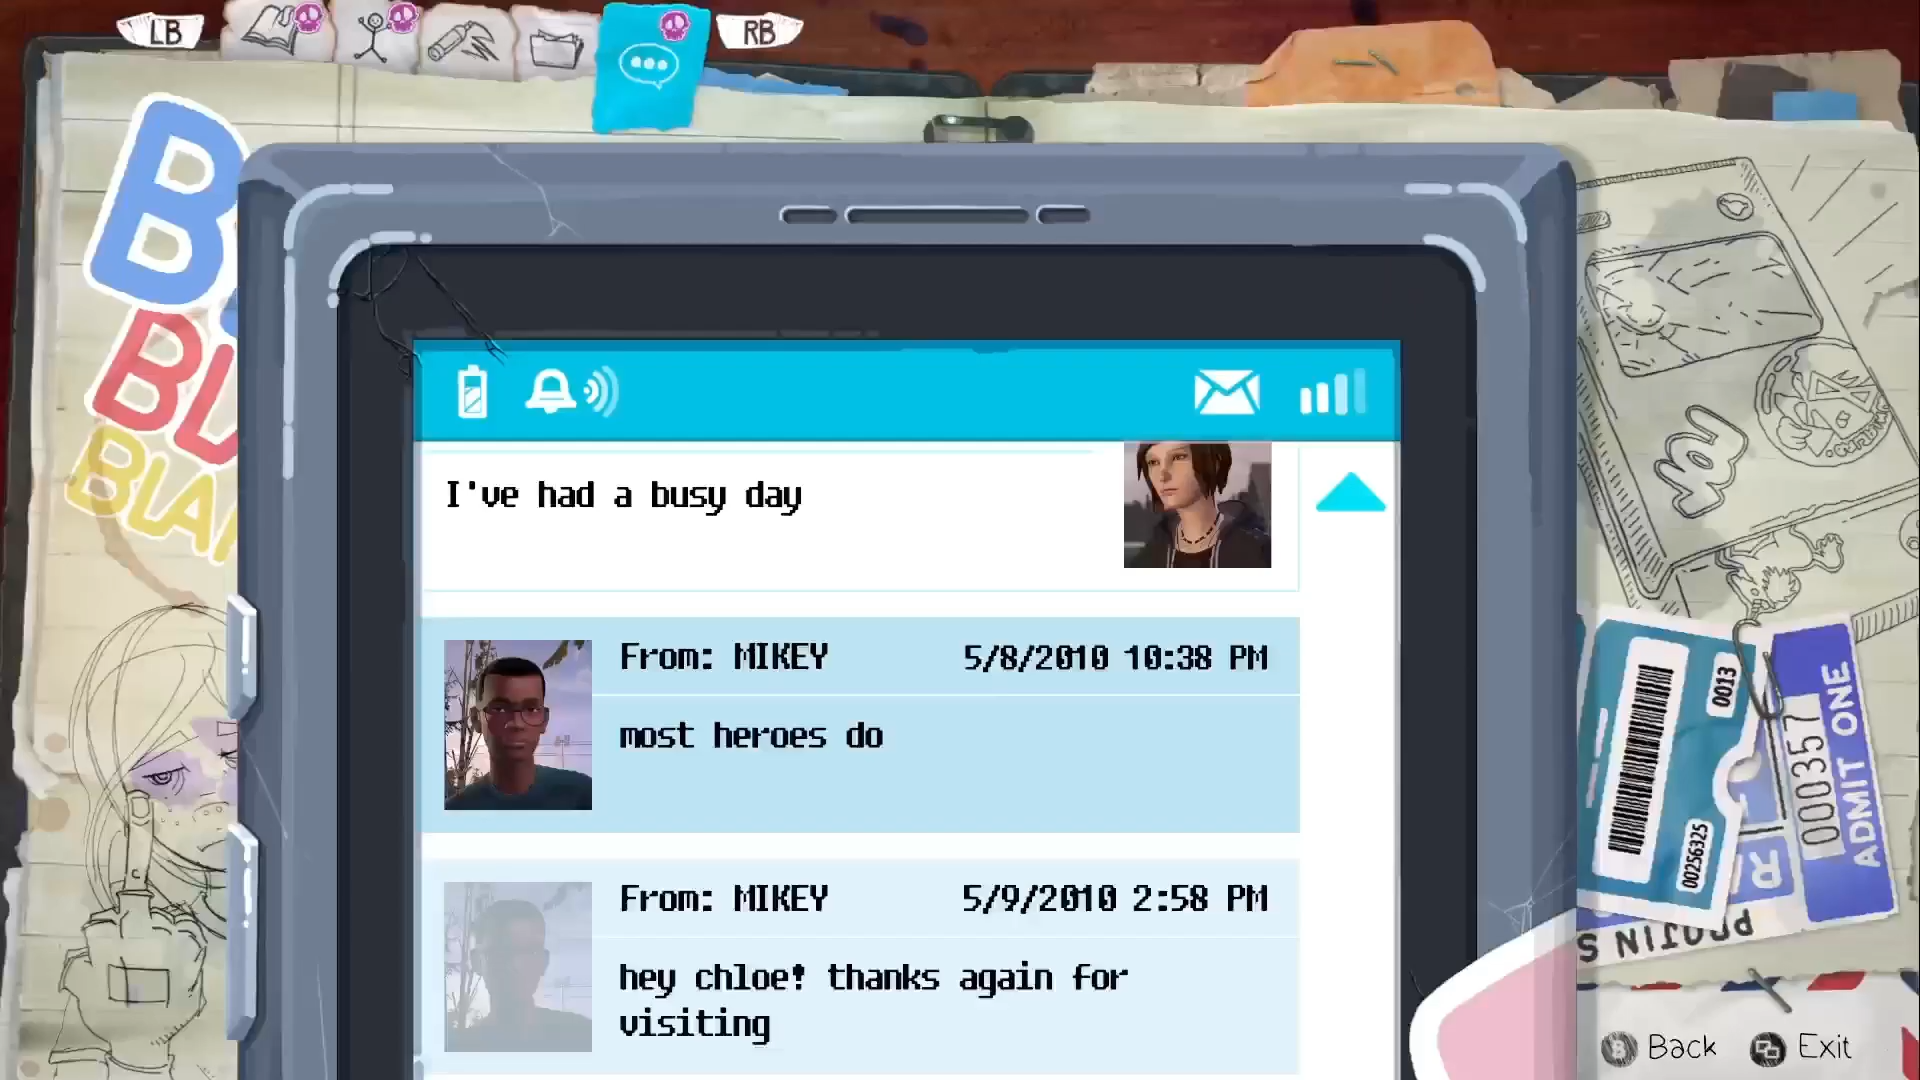 LB
RB
I've had a busy day
From: MIKEY
5/8/2010 10:38 PM
most heroes do
From: MIKEY
5/9/2010 2:58 PM
hey chloe! thanks again for
visiting
0013
00256325
000357
ADMIT ONE
Back
Exit